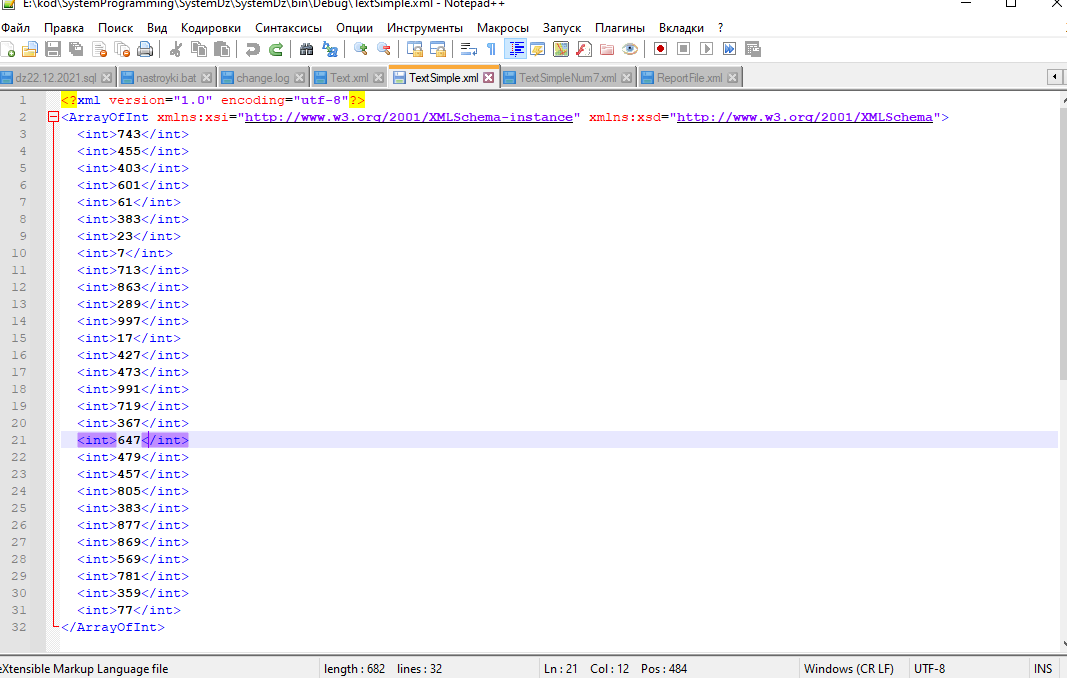 E:\kod\SystemProgramming\SystemDz\SystemDz\bin\Debug\TextSimple.xml - Notepad++
Файл Правка Поиск Вид Кодировки Синтаксисы Опции Инструменты Макросы Запуск Плагины Вкладки ?
dz22.12.2021.sql nastroyki.bat change.log Text.xml TextSimple.xml TextSimpleNum7.xml ReportFile.xml
1 <?xml version="1.0" encoding="utf-8"?>
2 <ArrayOfInt xmlns:xsi="http://www.w3.org/2001/XMLSchema-instance" xmlns:xsd="http://www.w3.org/2001/XMLSchema">
3 <int>743</int>
4 <int>455</int>
5 <int>403</int>
6 <int>601</int>
7 <int>61</int>
8 <int>383</int>
9 <int>23</int>
10 <int>7</int>
11 <int>713</int>
12 <int>863</int>
13 <int>289</int>
14 <int>997</int>
15 <int>17</int>
16 <int>427</int>
17 <int>473</int>
18 <int>991</int>
19 <int>719</int>
20 <int>367</int>
21 <int>647</int>
22 <int>479</int>
23 <int>457</int>
24 <int>805</int>
25 <int>383</int>
26 <int>877</int>
27 <int>869</int>
28 <int>569</int>
29 <int>781</int>
30 <int>359</int>
31 <int>77</int>
32 </ArrayOfInt>
eXtensible Markup Language file length : 682 lines : 32 Ln : 21 Col : 12 Pos : 484 Windows (CR LF) UTF-8 INS